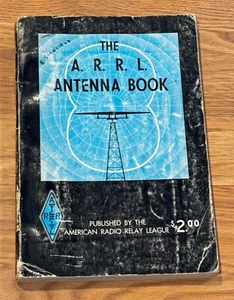 THE
A. R. R. L.
ANTENNA BOOK
A
R R
L
PUBLISHED BY THE
AMERICAN RADIO RELAY LEAGUE
$2.00